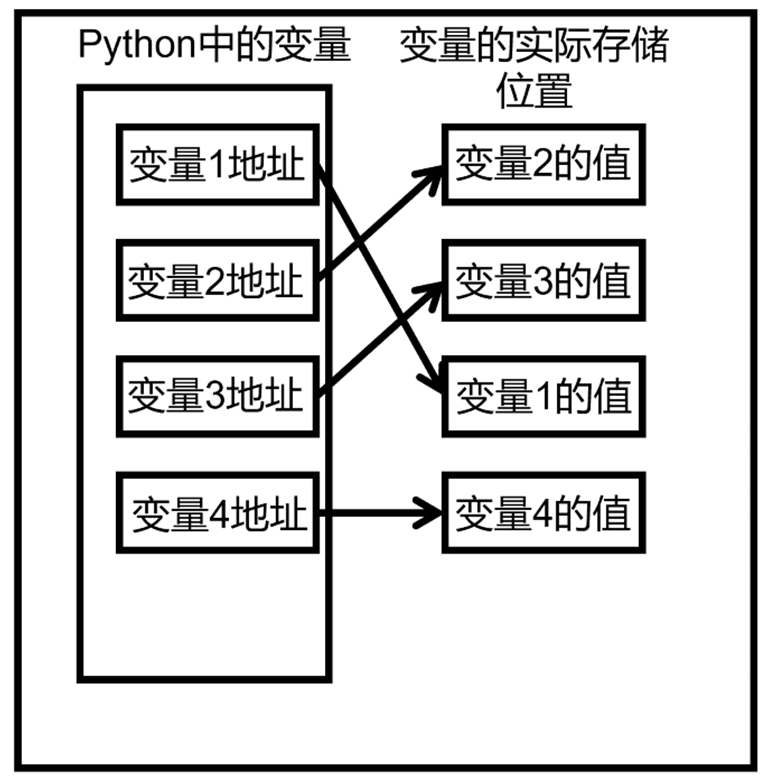 Python中的变量
变量的实际存储
位置
变量1地址
变量2的值
变量2地址
变量3的值
变量3地址
变量1的值
变量4地址
变量4的值